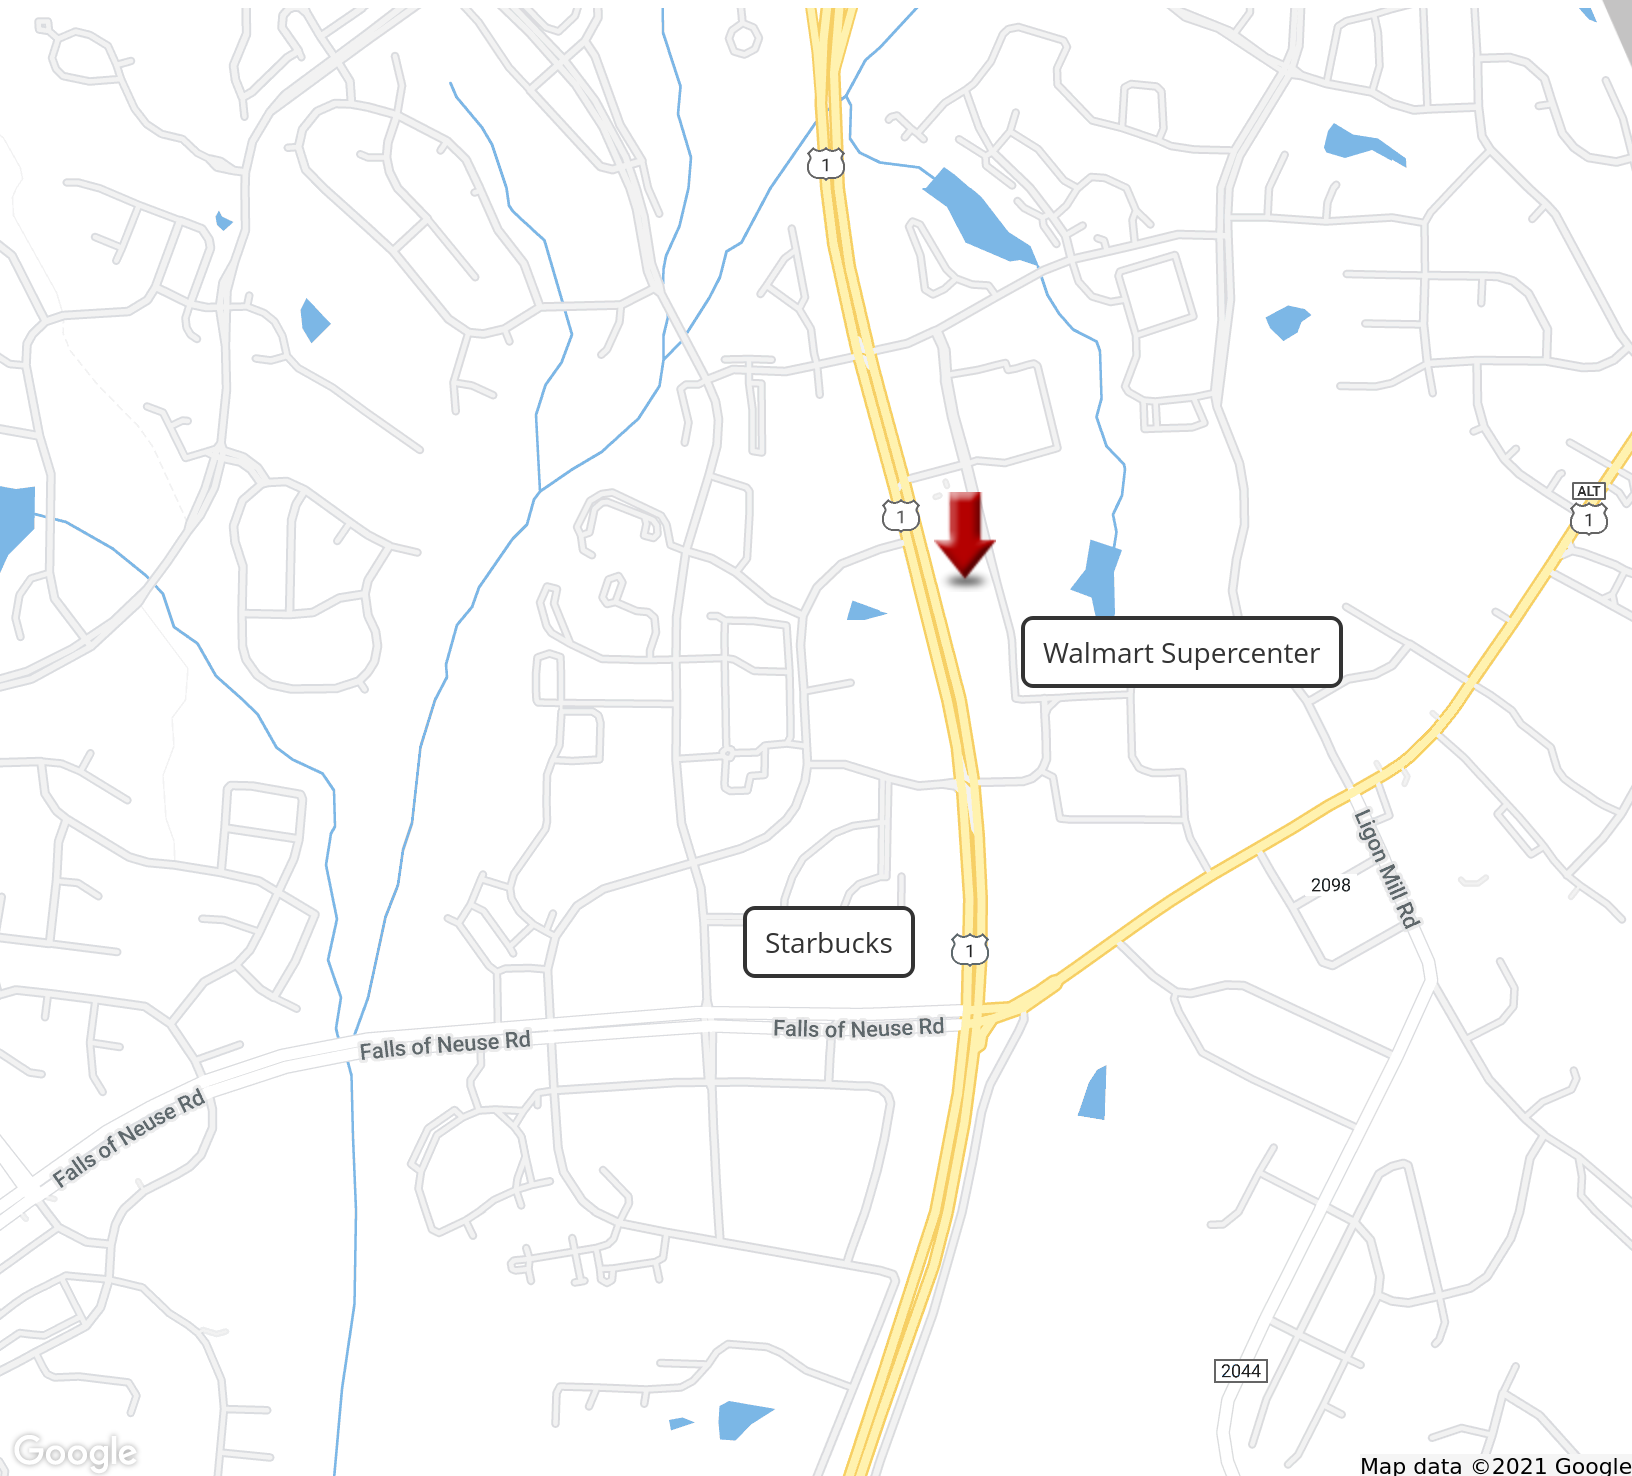 1
1
ALT
1
Walmart Supercenter
Ligon Mill Rd
2098
Starbucks
1
Falls of Neuse Rd
Falls of Neuse Rd
Falls of Neuse Rd
2044
Google
Map data ©2021 Google